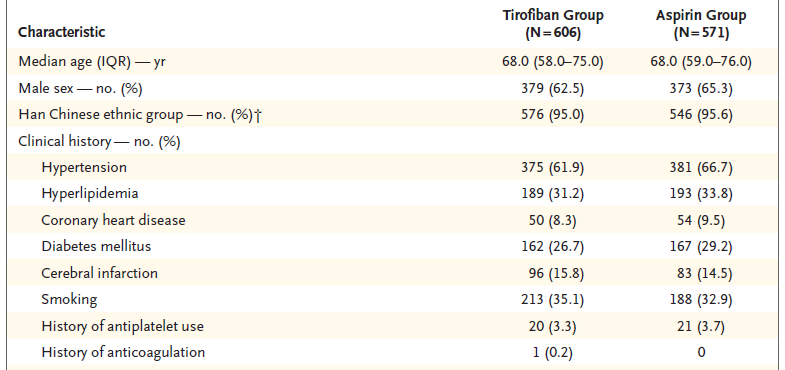 Characteristic Tirofiban Group (N=606) Aspirin Group (N=571)
Median age (IQR) — yr 68.0 (58.0–75.0) 68.0 (59.0–76.0)
Male sex — no. (%) 379 (62.5) 373 (65.3)
Han Chinese ethnic group — no. (%)† 576 (95.0) 546 (95.6)
Clinical history — no. (%)
Hypertension 375 (61.9) 381 (66.7)
Hyperlipidemia 189 (31.2) 193 (33.8)
Coronary heart disease 50 (8.3) 54 (9.5)
Diabetes mellitus 162 (26.7) 167 (29.2)
Cerebral infarction 96 (15.8) 83 (14.5)
Smoking 213 (35.1) 188 (32.9)
History of antiplatelet use 20 (3.3) 21 (3.7)
History of anticoagulation 1 (0.2) 0